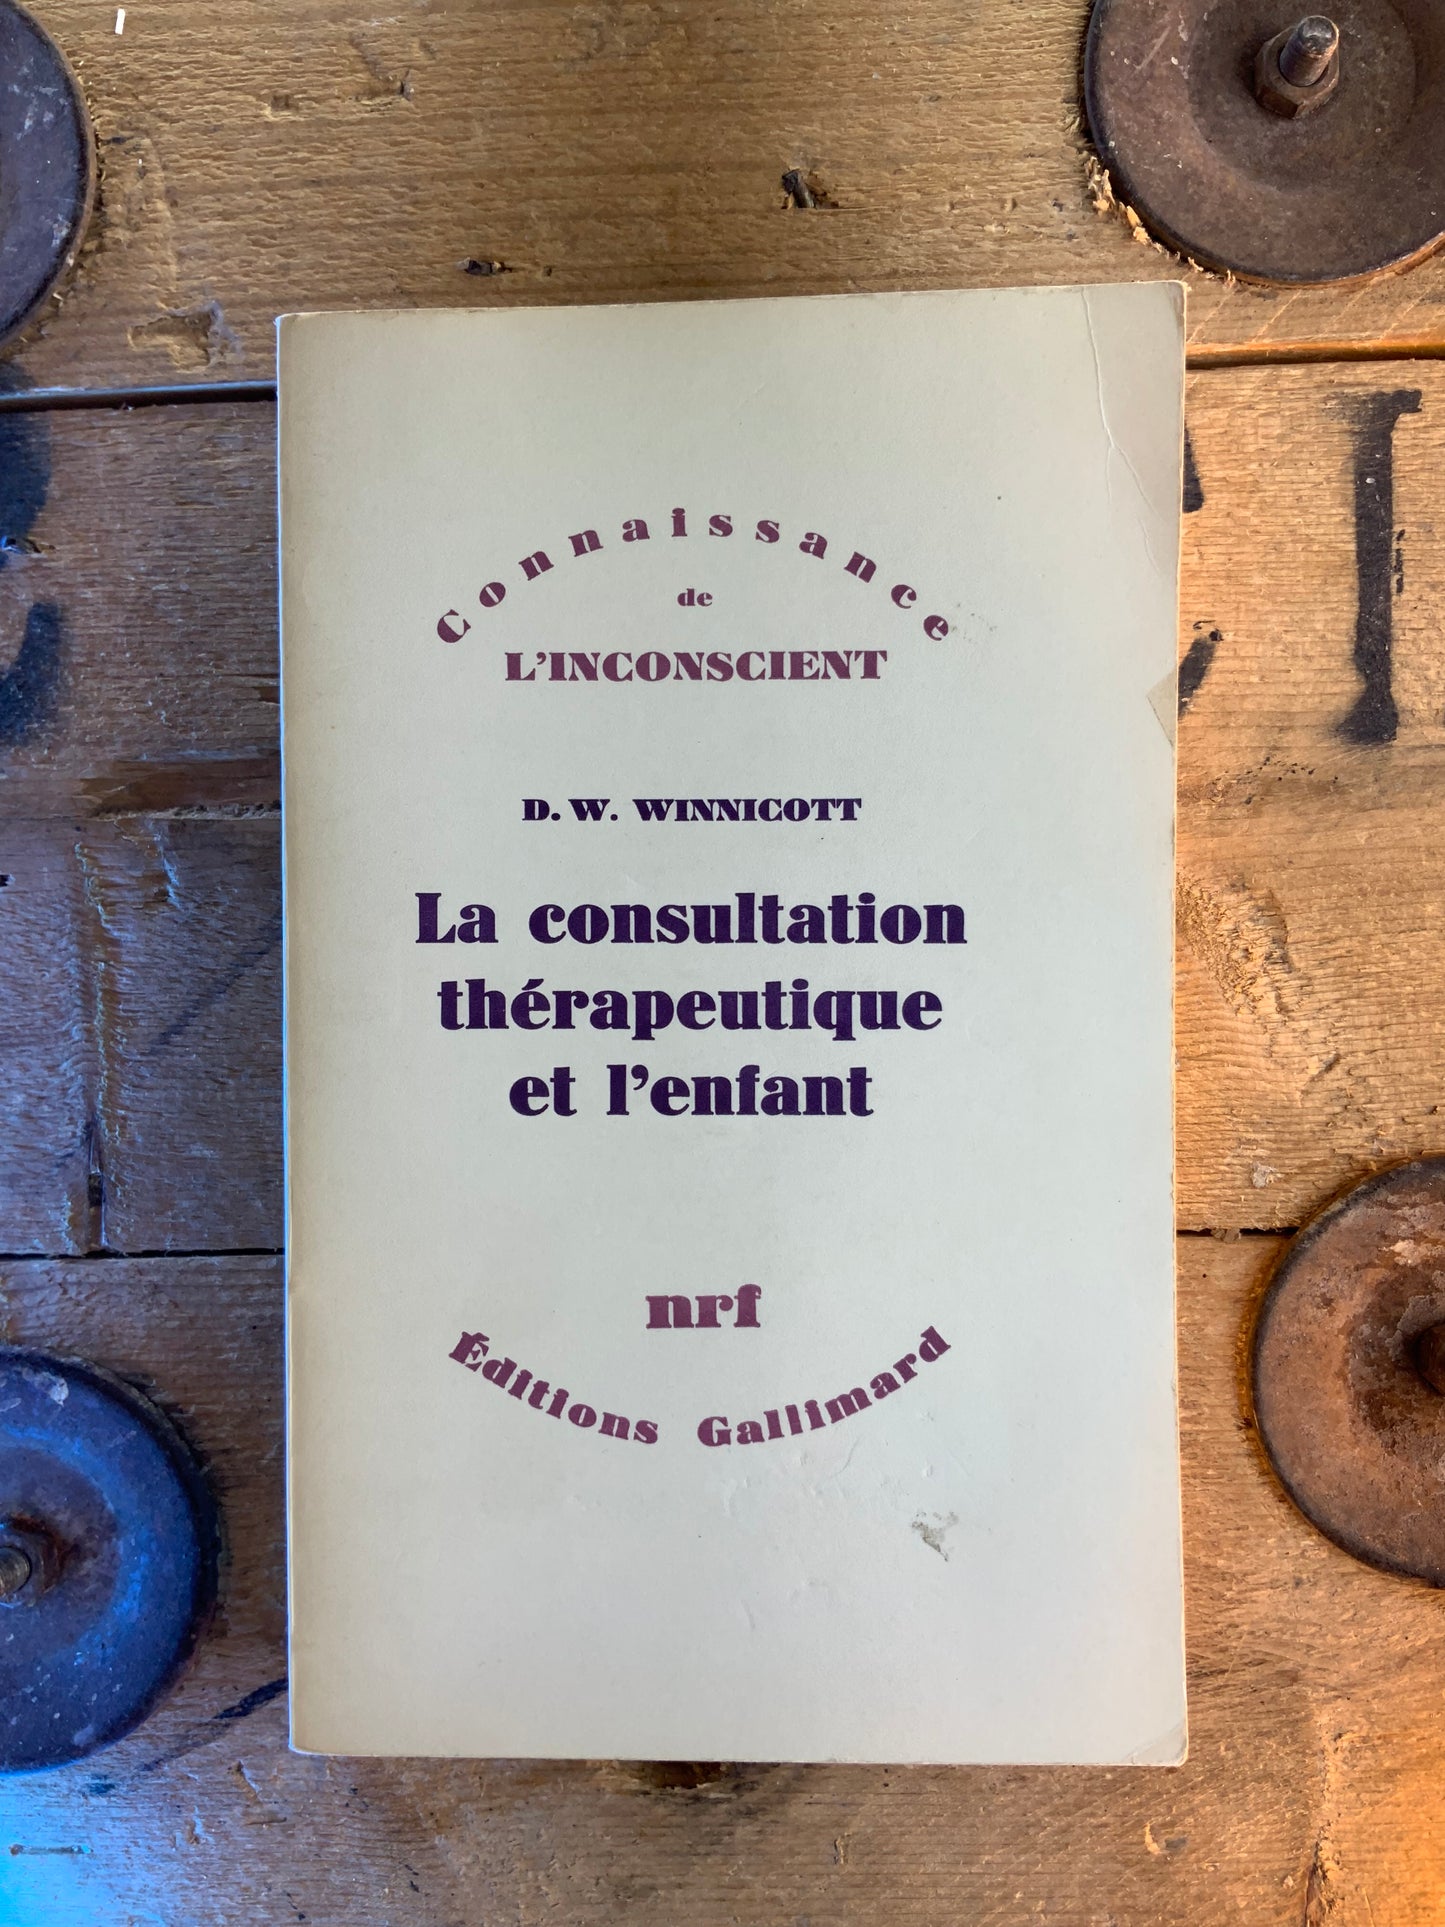 Connaissance
de
L'INCONSCIENT
D. W. WINNICOTT
La consultation
thérapeutique
et l'enfant
nrf
Éditions Gallimard